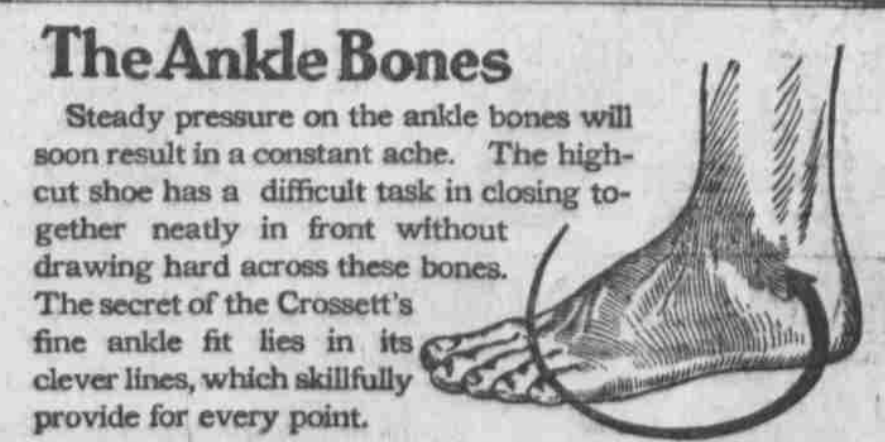 The Ankle Bones
Steady pressure on the ankle bones will
soon result in a constant ache. The high-
cut shoe has a difficult task in closing to-
gether neatly in front without
drawing hard across these bones.
The secret of the Crossett's
fine ankle fit lies in its
clever lines, which skillfully
provide for every point.